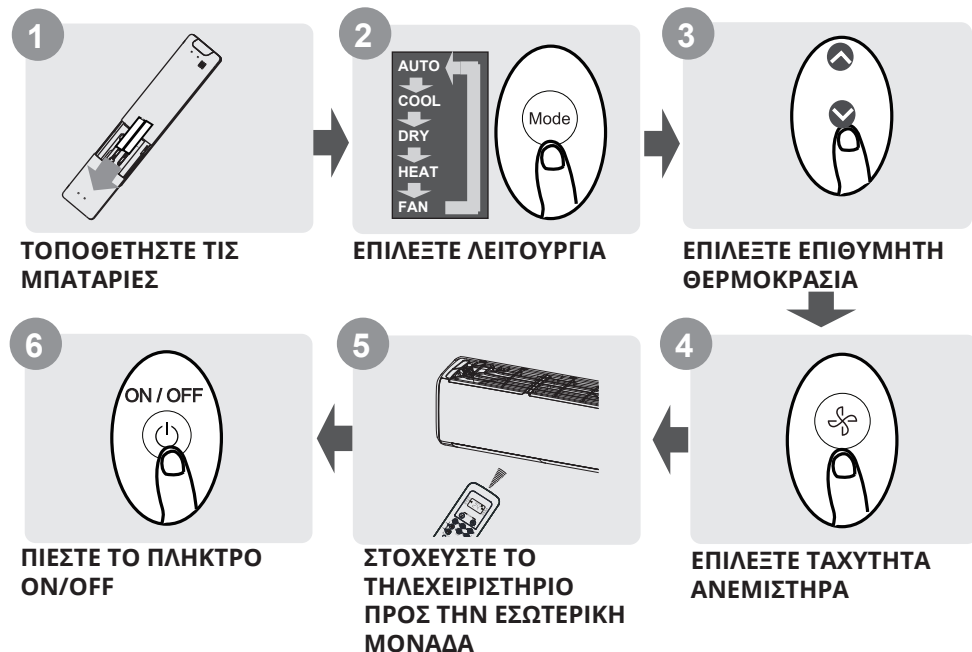 1
AUTO
COOL
DRY
HEAT
FAN
Mode
2
3
ΤΟΠΟΘΕΤΗΣΤΕ ΤΙΣ
ΜΠΑΤΑΡΙΕΣ
ΕΠΙΛΕΞΤΕ ΛΕΙΤΟΥΡΓΙΑ
ΕΠΙΛΕΞΤΕ ΕΠΙΘΥΜΗΤΗ
ΘΕΡΜΟΚΡΑΣΙΑ
4
ΕΠΙΛΕΞΤΕ ΤΑΧΥΤΗΤΑ
ΑΝΕΜΙΣΤΗΡΑ
5
ΣΤΟΧΕΥΣΤΕ ΤΟ
ΤΗΛΕΧΕΙΡΙΣΤΗΡΙΟ
ΠΡΟΣ ΤΗΝ ΕΣΩΤΕΡΙΚΗ
ΜΟΝΑΔΑ
6
ON / OFF
ΠΙΕΣΤΕ ΤΟ ΠΛΗΚΤΡΟ
ON/OFF